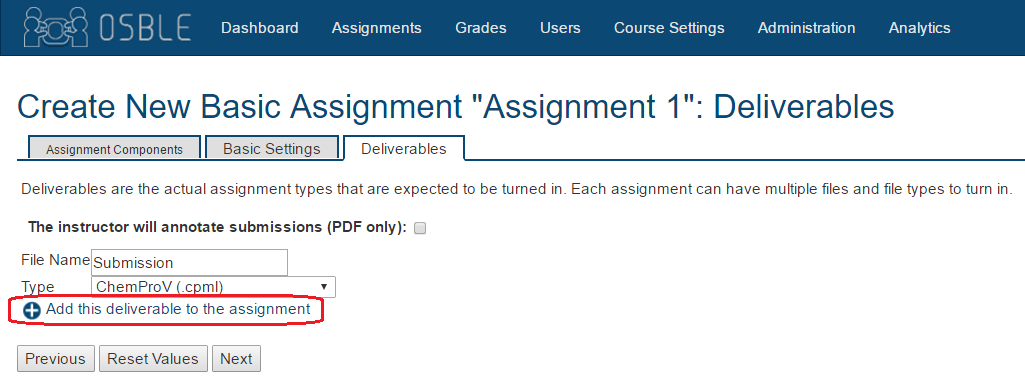 OSBLE Dashboard Assignments Grades Users Course Settings Administration Analytics
Create New Basic Assignment "Assignment 1": Deliverables
Assignment Components Basic Settings Deliverables
Deliverables are the actual assignment types that are expected to be turned in. Each assignment can have multiple files and file types to turn in.
The instructor will annotate submissions (PDF only):
File Name Submission
Type ChemProV (.cpml)
Add this deliverable to the assignment
Previous Reset Values Next